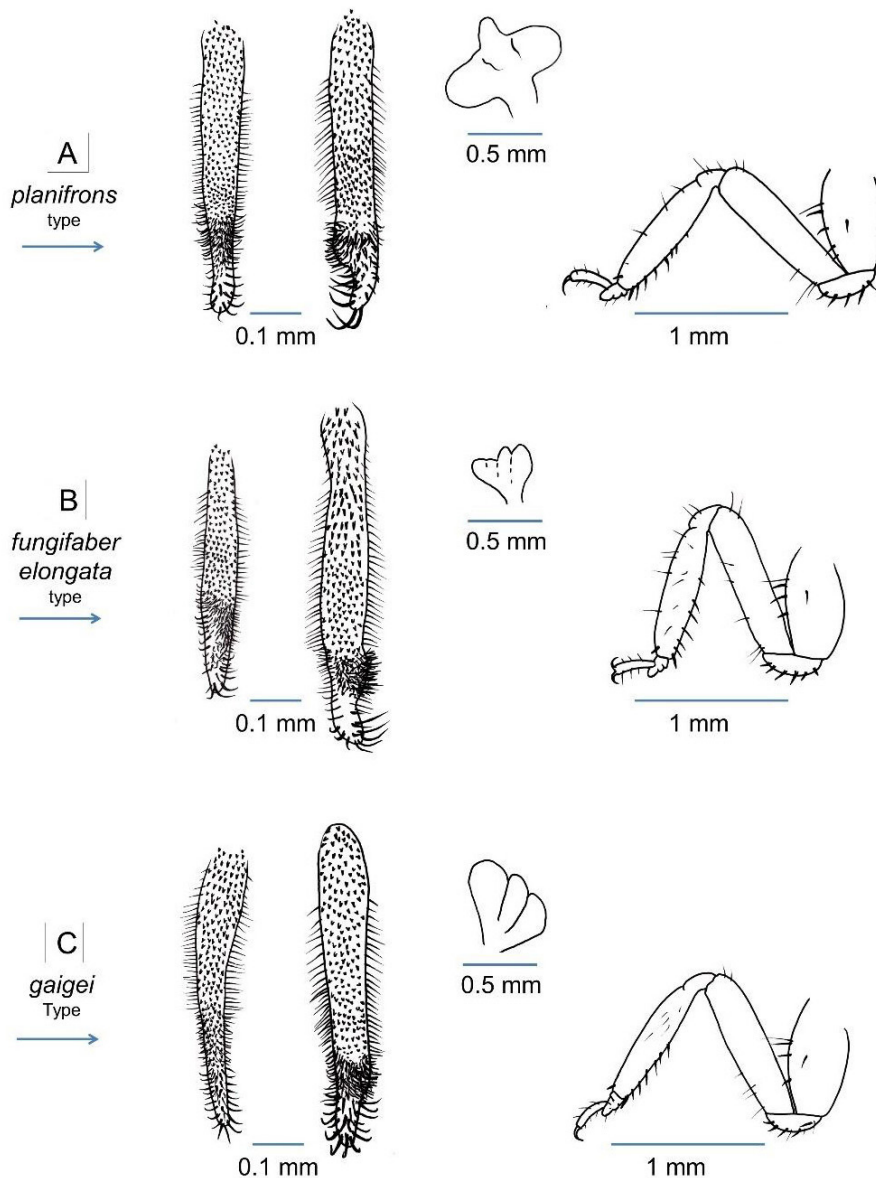 A
planifrons
type
0.1 mm
0.5 mm
1 mm
B
fungifaber
elongata
type
0.1 mm
0.5 mm
1 mm
C
gaigei
Type
0.1 mm
0.5 mm
1 mm